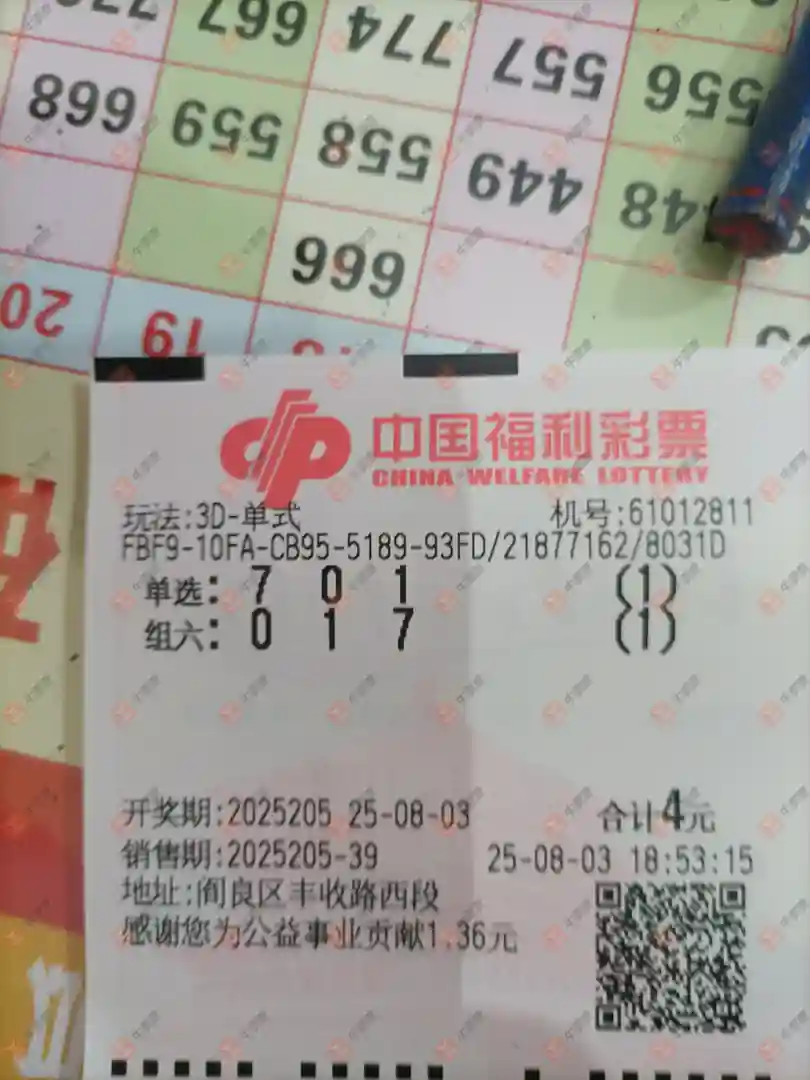 667 774 557 556
668 559 558 449 448
666
20 19
中国福利彩票
CHINA WELFARE LOTTERY
玩法:3D-单式 机号:61012811
FBF9-10FA-CB95-5189-93FD/21877162/8031D
单选: 7 0 1 (1)
组六: 0 1 7 (1)
开奖期:2025205 25-08-03 合计4元
销售期:2025205-39 25-08-03 18:53:15
地址:阎良区丰收路西段
感谢您为公益事业贡献1.36元